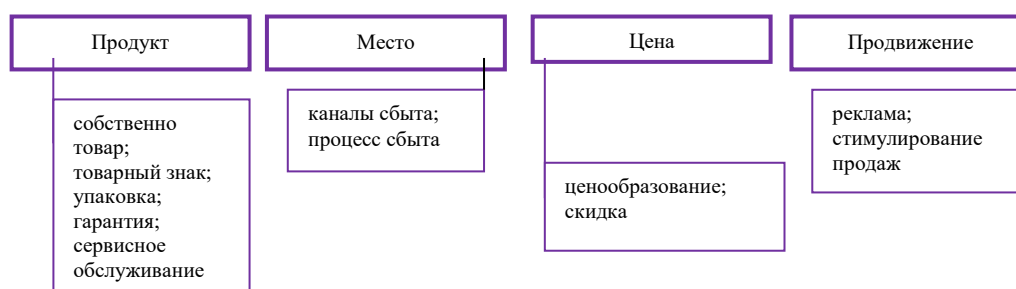 Продукт
Место
Цена
Продвижение
собственно
товар;
товарный знак;
упаковка;
гарантия;
сервисное
обслуживание
каналы сбыта;
процесс сбыта
ценообразование;
скидка
реклама;
стимулирование
продаж